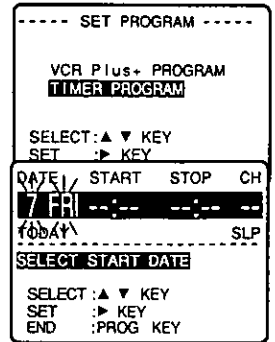 ----- SET PROGRAM -----
VCR Plus+ PROGRAM
TIMER PROGRAM
SELECT:▲ ▼ KEY
SET :► KEY
DATE START STOP CH
7 FRI --:-- --:-- --
TODAY SLP
SELECT START DATE
SELECT :▲ ▼ KEY
SET :► KEY
END :PROG KEY